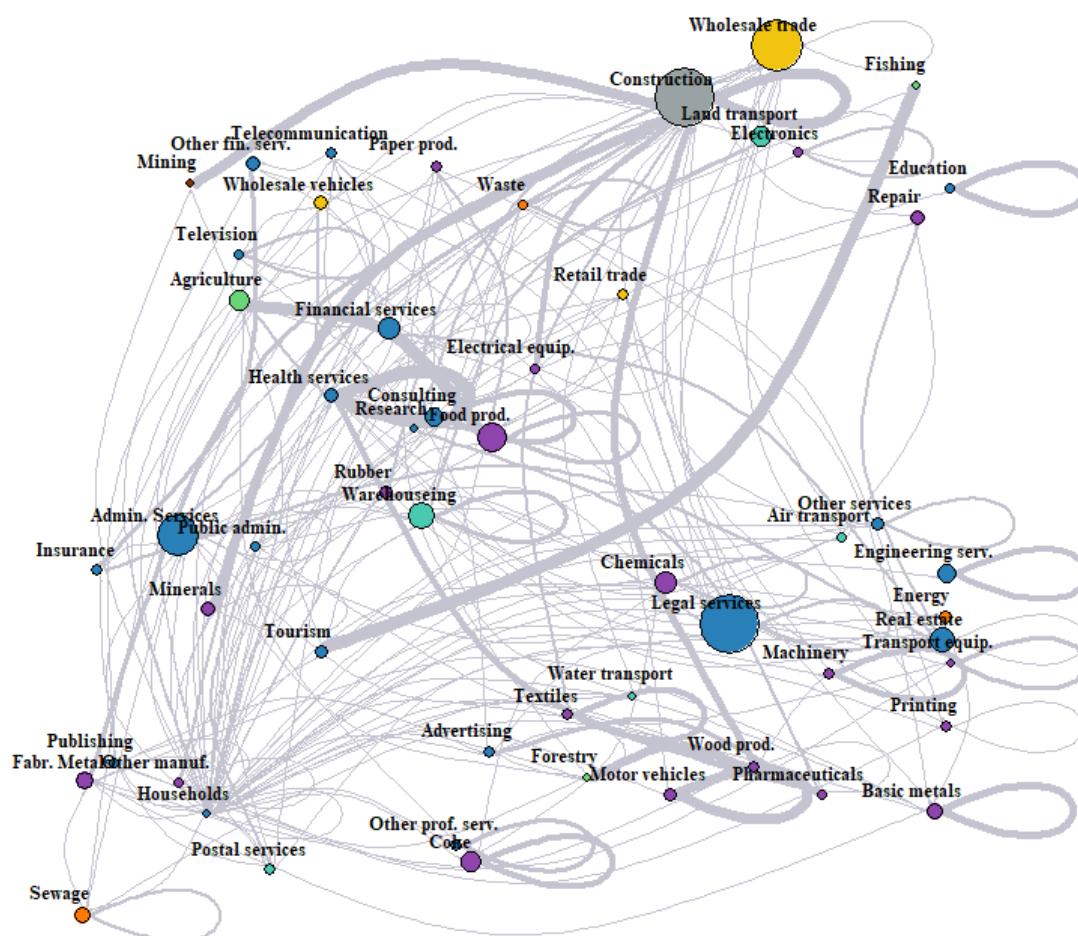 Wholesale trade
Fishing
Construction
Land transport
Electronics
Telecommunication
Other fin. serv.
Paper prod.
Mining
Wholesale vehicles
Waste
Education
Repair
Television
Agriculture
Retail trade
Financial services
Electrical equip.
Health services
Consulting
Research
Food prod.
Rubber
Warehouseing
Admin. Services
Public admin.
Insurance
Other services
Air transport
Engineering serv.
Minerals
Chemicals
Energy
Legal services
Real estate
Tourism
Transport equip.
Machinery
Water transport
Textiles
Printing
Publishing
Advertising
Wood prod.
Forestry
Fabr. Metal
Other manuf.
Motor vehicles
Pharmaceuticals
Households
Basic metals
Other prof. serv.
Coke
Postal services
Sewage